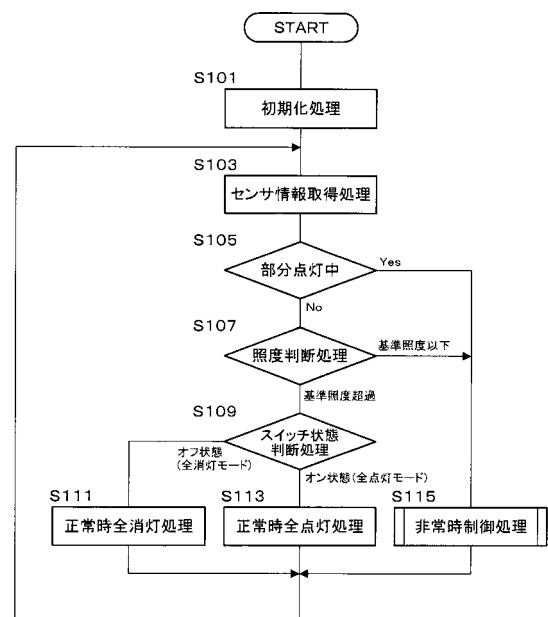 START
S101
初期化処理
S103
センサ情報取得処理
S105
部分点灯中
Yes
No
S107
照度判断処理
基準照度以下
基準照度超過
S109
スイッチ状態
判断処理
オフ状態
(全消灯モード)
オン状態(全点灯モード)
S111
正常時全消灯処理
S113
正常時全点灯処理
S115
非常時制御処理